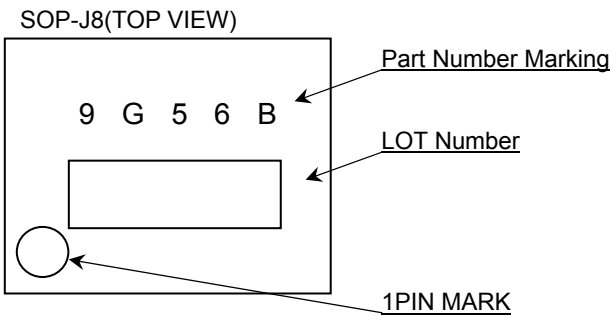 SOP-J8(TOP VIEW)
Part Number Marking
9 G 5 6 B
LOT Number
1PIN MARK